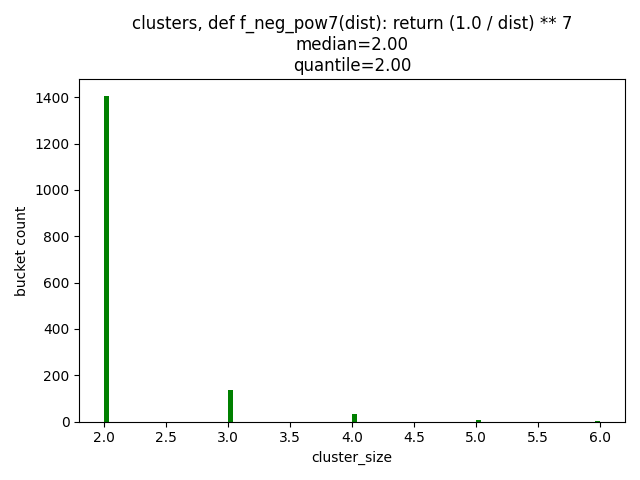 clusters, def f_neg_pow7(dist): return (1.0 / dist) ** 7
median=2.00
quantile=2.00
1400
1200
1000
800
600
400
200
0
bucket count
2.0 2.5 3.0 3.5 4.0 4.5 5.0 5.5 6.0
cluster_size